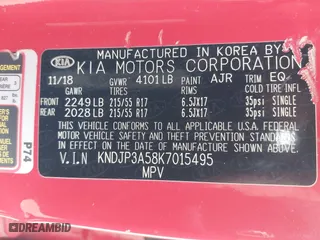 MANUFACTURED IN KOREA BY
KIA KIA MOTORS CORPORATION
11/18 GVWR 4101 LB PAINT AJR TRIM EQ
GAWR TIRES RIMS COLD TIRE INFL
FRONT 2249 LB 215/55 R17 6.5JX17 35psi SINGLE
REAR 2028 LB 215/55 R17 6.5JX17 35psi SINGLE
THIS VEHICLE CONFORMS TO ALL APPLICABLE U.S.
FEDERAL MOTOR VEHICLE SAFETY AND THEFT
PREVENTION STANDARDS IN EFFECT ON THE DATE OF
MANUFACTURE SHOWN ABOVE.
V.I.N KNDJP3A58K7015495
MPV
P74